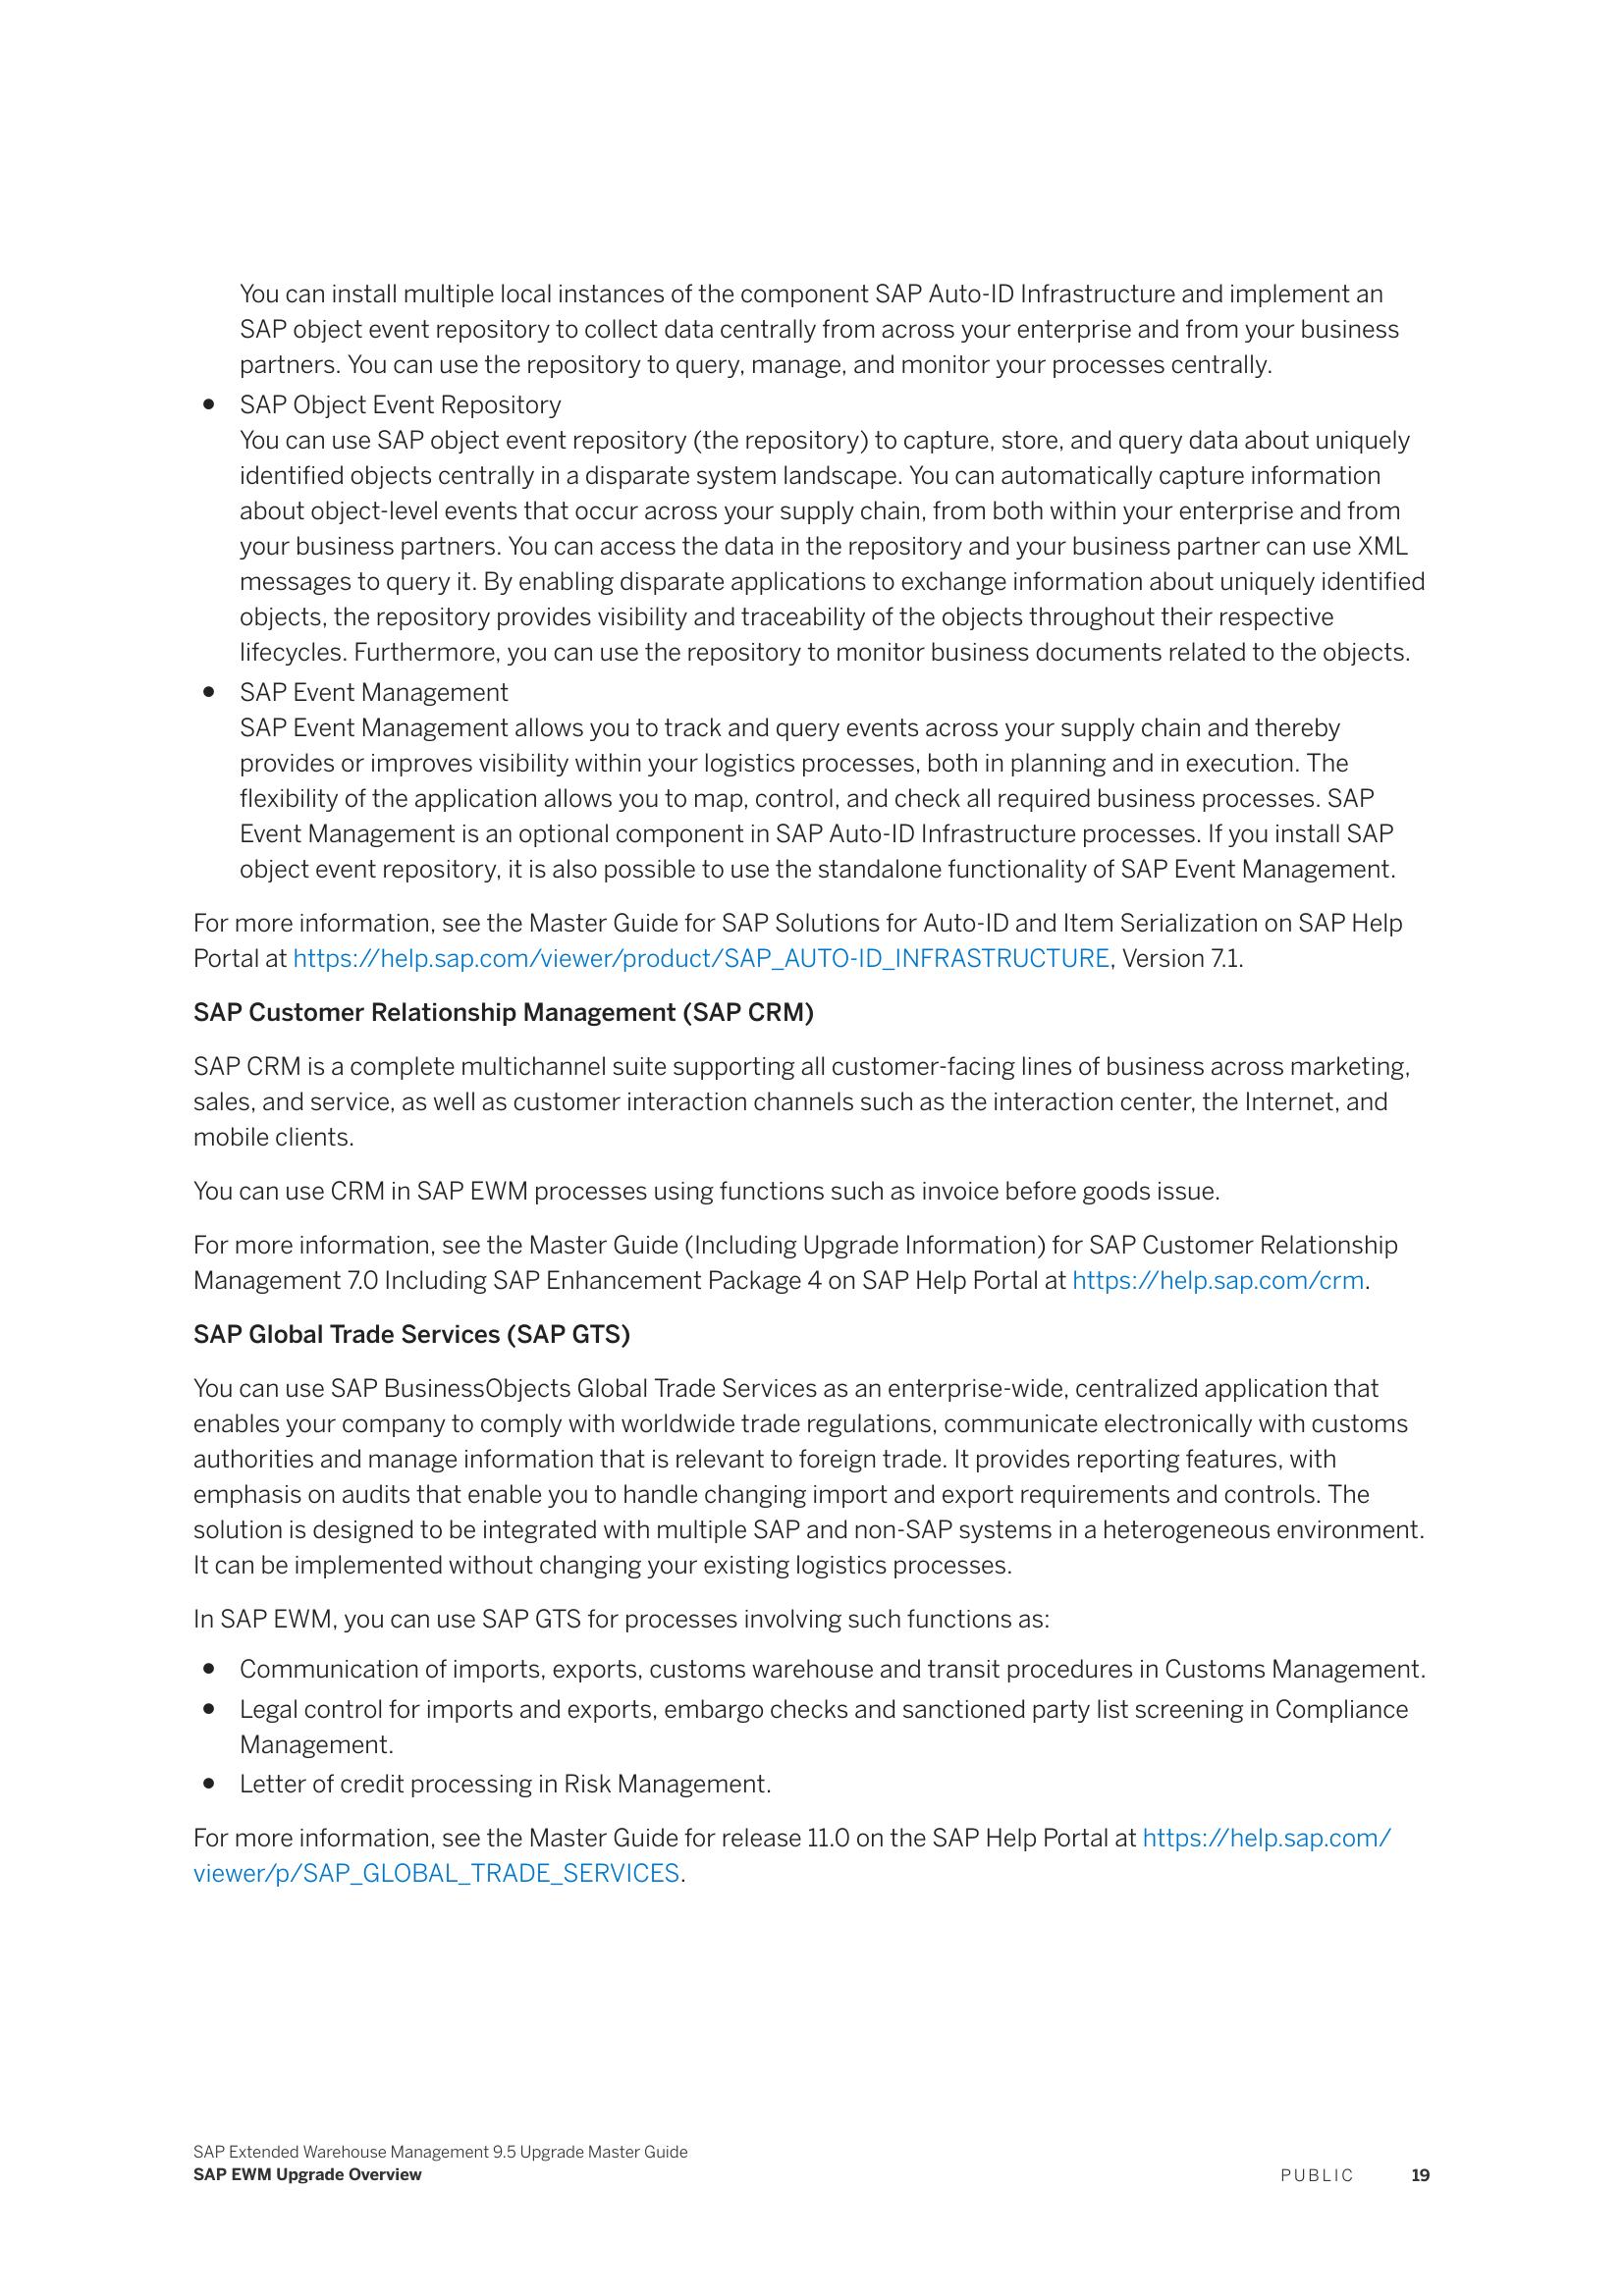 You can install multiple local instances of the component SAP Auto-ID Infrastructure and implement an
SAP object event repository to collect data centrally from across your enterprise and from your business
partners. You can use the repository to query, manage, and monitor your processes centrally.
● SAP Object Event Repository
You can use SAP object event repository (the repository) to capture, store, and query data about uniquely
identified objects centrally in a disparate system landscape. You can automatically capture information
about object-level events that occur across your supply chain, from both within your enterprise and from
your business partners. You can access the data in the repository and your business partner can use XML
messages to query it. By enabling disparate applications to exchange information about uniquely identified
objects, the repository provides visibility and traceability of the objects throughout their respective
lifecycles. Furthermore, you can use the repository to monitor business documents related to the objects.
● SAP Event Management
SAP Event Management allows you to track and query events across your supply chain and thereby
provides or improves visibility within your logistics processes, both in planning and in execution. The
flexibility of the application allows you to map, control, and check all required business processes. SAP
Event Management is an optional component in SAP Auto-ID Infrastructure processes. If you install SAP
object event repository, it is also possible to use the standalone functionality of SAP Event Management.
For more information, see the Master Guide for SAP Solutions for Auto-ID and Item Serialization on SAP Help
Portal at https://help.sap.com/viewer/product/SAP_AUTO-ID_INFRASTRUCTURE, Version 7.1.
SAP Customer Relationship Management (SAP CRM)
SAP CRM is a complete multichannel suite supporting all customer-facing lines of business across marketing,
sales, and service, as well as customer interaction channels such as the interaction center, the Internet, and
mobile clients.
You can use CRM in SAP EWM processes using functions such as invoice before goods issue.
For more information, see the Master Guide (Including Upgrade Information) for SAP Customer Relationship
Management 7.0 Including SAP Enhancement Package 4 on SAP Help Portal at https://help.sap.com/crm.
SAP Global Trade Services (SAP GTS)
You can use SAP BusinessObjects Global Trade Services as an enterprise-wide, centralized application that
enables your company to comply with worldwide trade regulations, communicate electronically with customs
authorities and manage information that is relevant to foreign trade. It provides reporting features, with
emphasis on audits that enable you to handle changing import and export requirements and controls. The
solution is designed to be integrated with multiple SAP and non-SAP systems in a heterogeneous environment.
It can be implemented without changing your existing logistics processes.
In SAP EWM, you can use SAP GTS for processes involving such functions as:
● Communication of imports, exports, customs warehouse and transit procedures in Customs Management.
● Legal control for imports and exports, embargo checks and sanctioned party list screening in Compliance
Management.
● Letter of credit processing in Risk Management.
For more information, see the Master Guide for release 11.0 on the SAP Help Portal at https://help.sap.com/
viewer/p/SAP_GLOBAL_TRADE_SERVICES.
SAP Extended Warehouse Management 9.5 Upgrade Master Guide
SAP EWM Upgrade Overview
PUBLIC 19